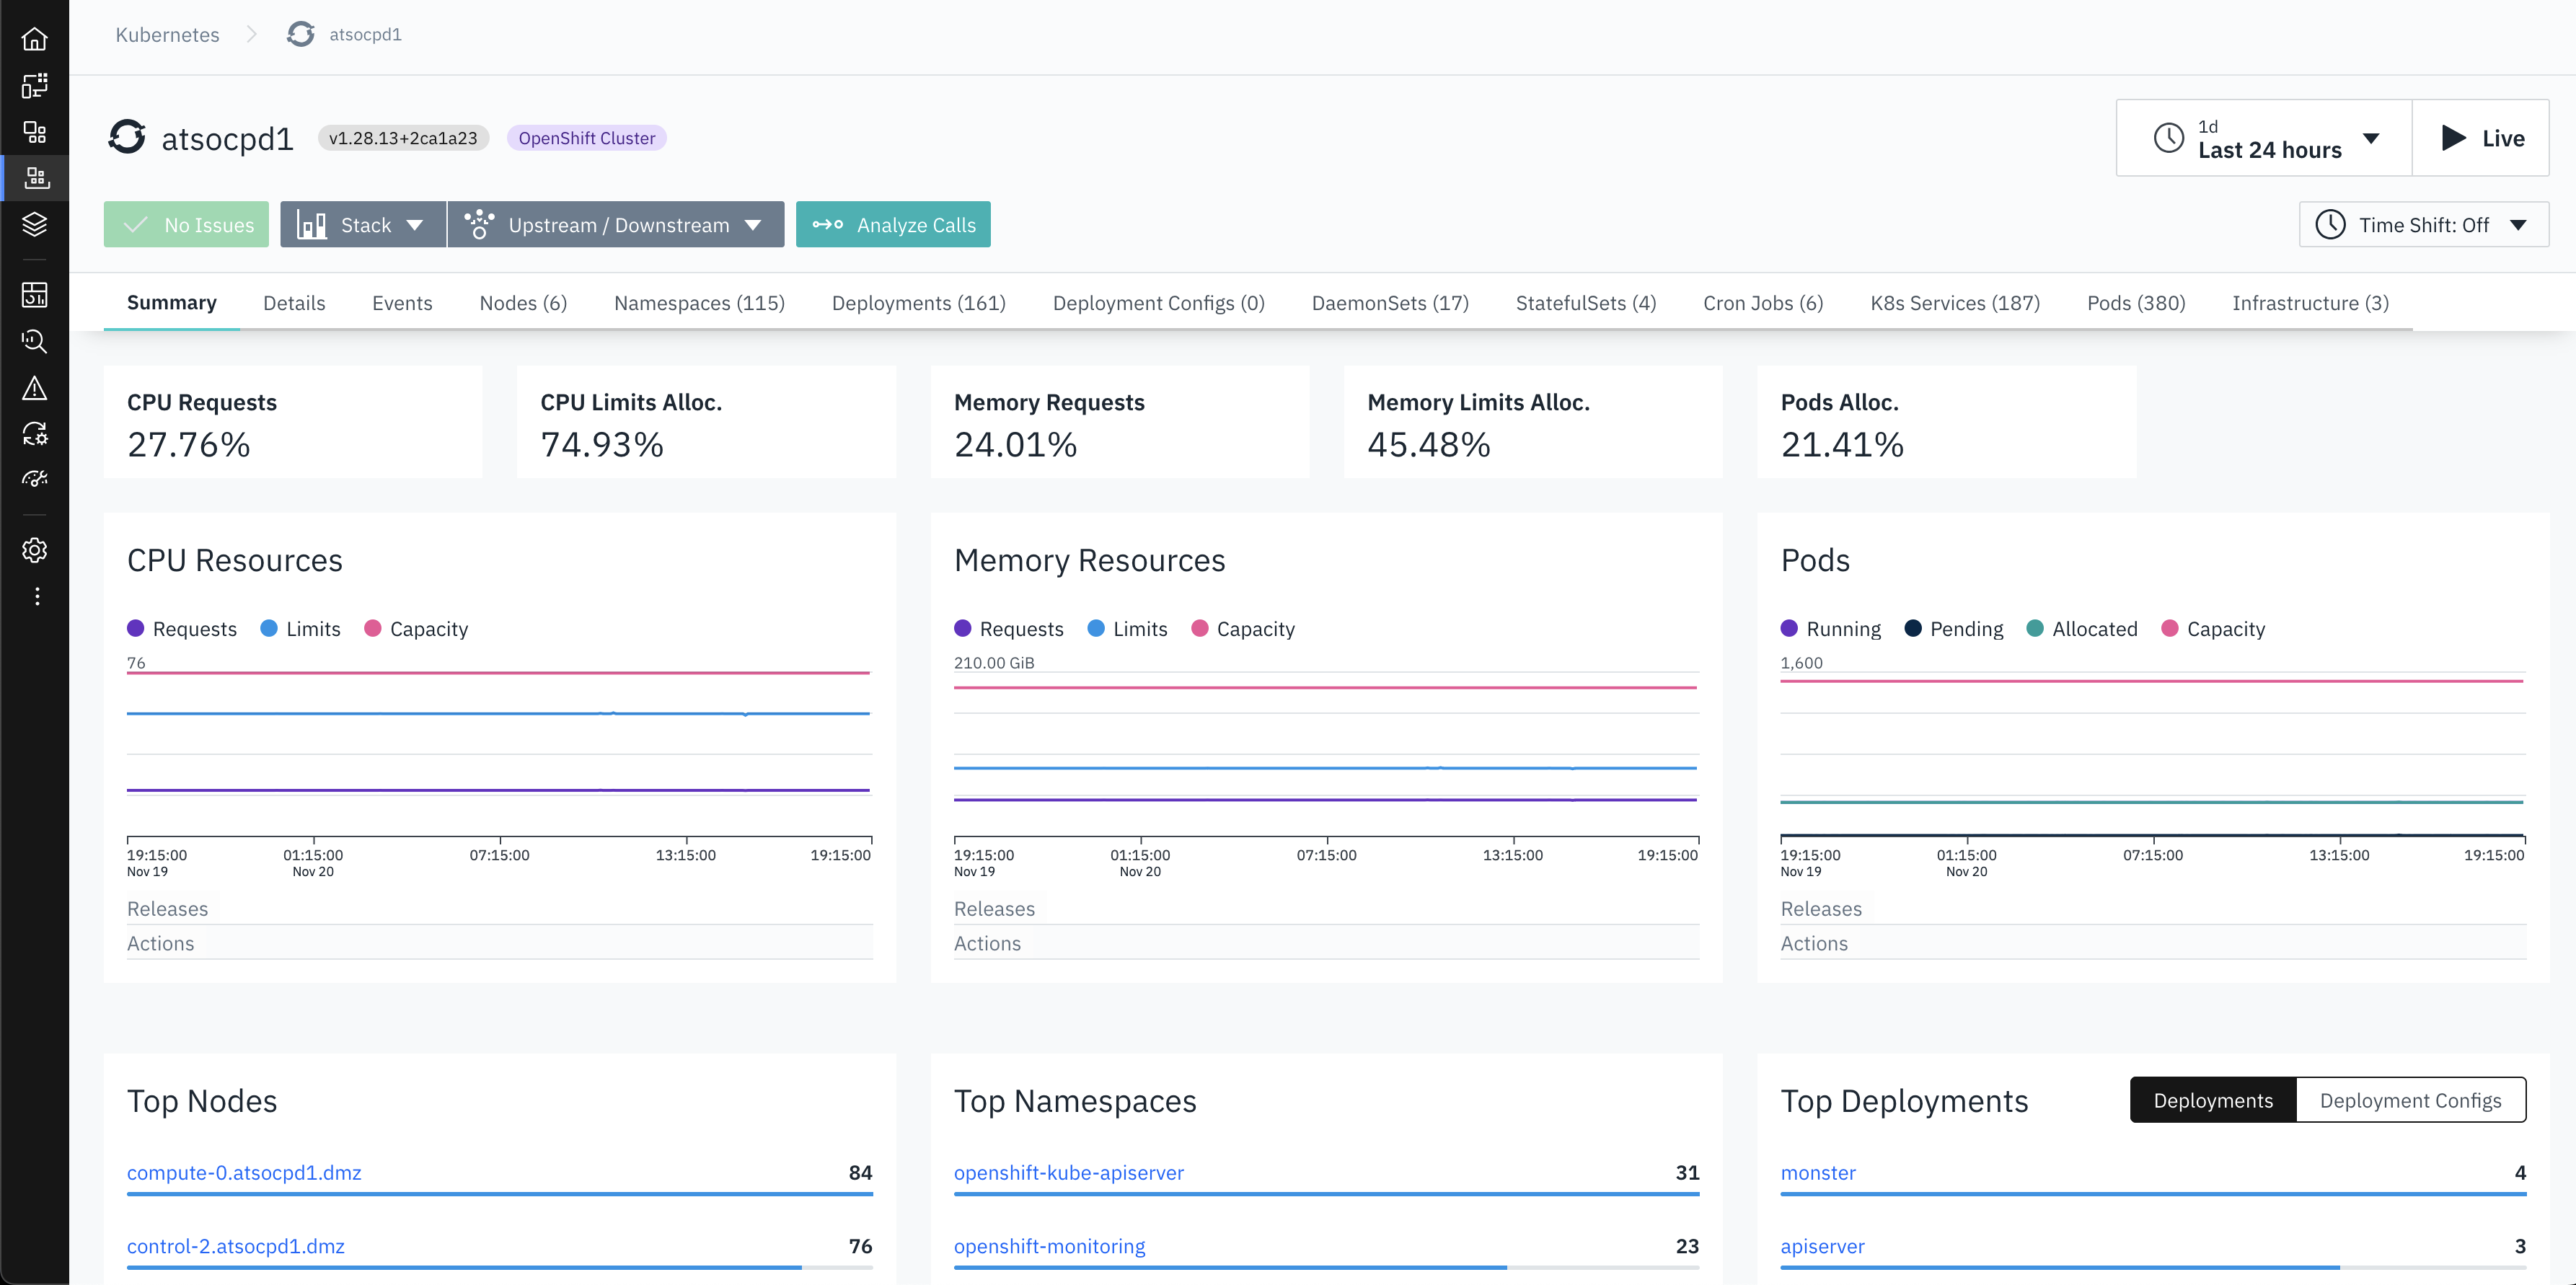 Kubernetes
atsocpd1
atsocpd1
v1.28.13+2ca1a23
OpenShift Cluster
1d
Last 24 hours
Live
No Issues
Stack
Upstream / Downstream
Analyze Calls
Time Shift: Off
Summary
Details
Events
Nodes (6)
Namespaces (115)
Deployments (161)
Deployment Configs (0)
DaemonSets (17)
StatefulSets (4)
Cron Jobs (6)
K8s Services (187)
Pods (380)
Infrastructure (3)
CPU Requests
27.76%
CPU Limits Alloc.
74.93%
Memory Requests
24.01%
Memory Limits Alloc.
45.48%
Pods Alloc.
21.41%
CPU Resources
Requests
Limits
Capacity
76
19:15:00
Nov 19
01:15:00
Nov 20
07:15:00
13:15:00
19:15:00
Releases
Actions
Memory Resources
Requests
Limits
Capacity
210.00 GiB
19:15:00
Nov 19
01:15:00
Nov 20
07:15:00
13:15:00
19:15:00
Releases
Actions
Pods
Running
Pending
Allocated
Capacity
1,600
19:15:00
Nov 19
01:15:00
Nov 20
07:15:00
13:15:00
19:15:00
Releases
Actions
Top Nodes
compute-0.atsocpd1.dmz
84
control-2.atsocpd1.dmz
76
Top Namespaces
openshift-kube-apiserver
31
openshift-monitoring
23
Top Deployments
Deployments
Deployment Configs
monster
4
apiserver
3